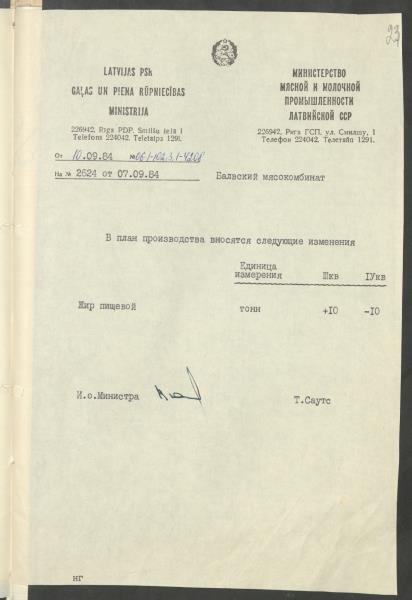 23
LATVIJAS PSR
GAĻAS UN PIENA RŪPNIECĪBAS
MINISTRIJA
226942, Rīgā PDP, Smilšu ielā 1
Telefons 224042. Teletaips 1291.
МИНИСТЕРСТВО
МЯСНОЙ И МОЛОЧНОЙ
ПРОМЫШЛЕННОСТИ
ЛАТВИЙСКОЙ ССР
226942, Рига ГСП, ул. Смилшу, 1
Телефон 224042. Телетайп 1291.
От 10.09.84 №
На № 2624 от 07.09.84
Балвский мясокомбинат
В план производства вносятся следующие изменения
Единица измерения Шкв IУкв
Жир пищевой тонн +10 -10
И.о.Министра Т.Саутс
НГ